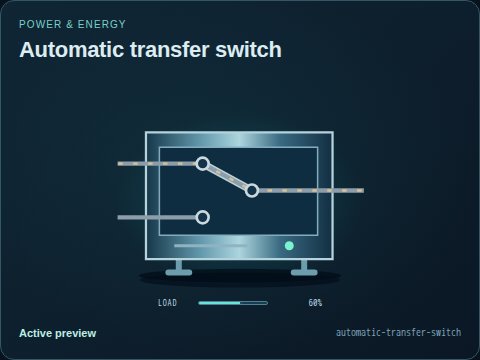 POWER & ENERGY
Automatic transfer switch
LOAD 60%
Active preview
automatic-transfer-switch